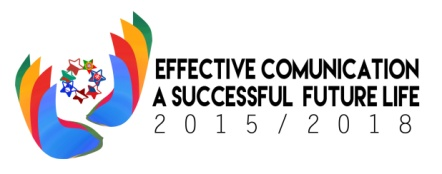 EFFECTIVE COMUNICATION
A SUCCESSFUL FUTURE LIFE
2015/2018